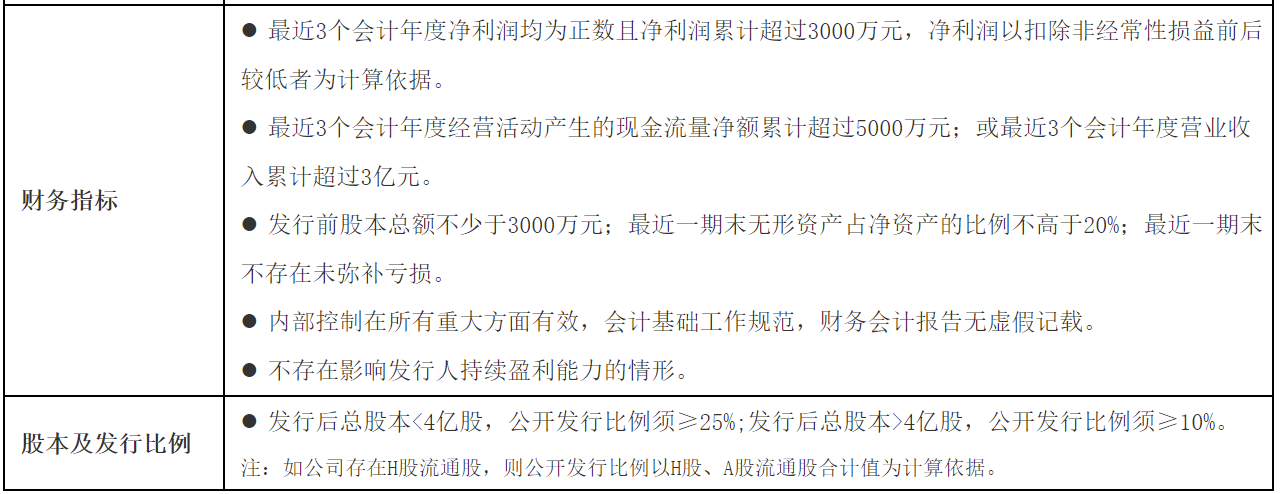 ● 最近3个会计年度净利润均为正数且净利润累计超过3000万元，净利润以扣除非经常性损益前后
较低者为计算依据。
● 最近3个会计年度经营活动产生的现金流量净额累计超过5000万元；或最近3个会计年度营业收
入累计超过3亿元。
财务指标
● 发行前股本总额不少于3000万元；最近一期末无形资产占净资产的比例不高于20%；最近一期末
不存在未弥补亏损。
● 内部控制在所有重大方面有效，会计基础工作规范，财务会计报告无虚假记载。
● 不存在影响发行人持续盈利能力的情形。
股本及发行比例
● 发行后总股本<4亿股，公开发行比例须≥25%;发行后总股本>4亿股，公开发行比例须≥10%。
注：如公司存在H股流通股，则公开发行比例以H股、A股流通股合计值为计算依据。